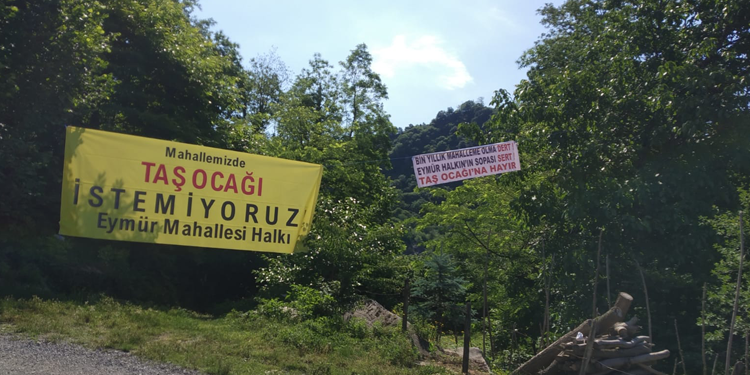 Mahallemizde
TAŞ OCAĞI
İSTEMİYORUZ
Eymür Mahallesi Halkı
BİN YILLIK MAHALLEME OLMA DERT
EYMÜR HALKIN'IN SOPASI SERT
TAŞ OCAĞI'NA HAYIR